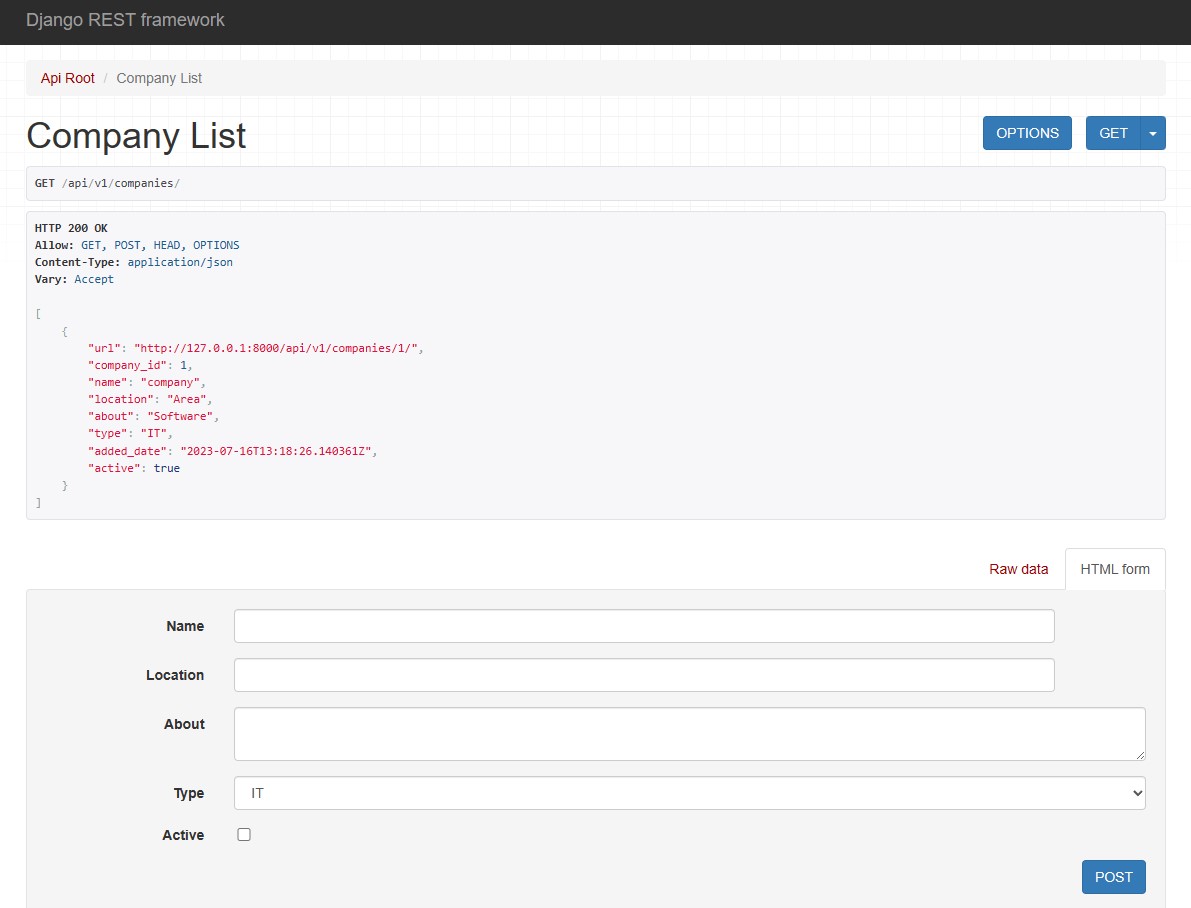 Django REST framework
Api Root / Company List
Company List
OPTIONS GET
GET /api/v1/companies/
HTTP 200 OK
Allow: GET, POST, HEAD, OPTIONS
Content-Type: application/json
Vary: Accept
[
    {
        "url": "http://127.0.0.1:8000/api/v1/companies/1/",
        "company_id": 1,
        "name": "company",
        "location": "Area",
        "about": "Software",
        "type": "IT",
        "added_date": "2023-07-16T13:18:26.140361Z",
        "active": true
    }
]
Raw data HTML form
Name
Location
About
Type IT
Active
POST